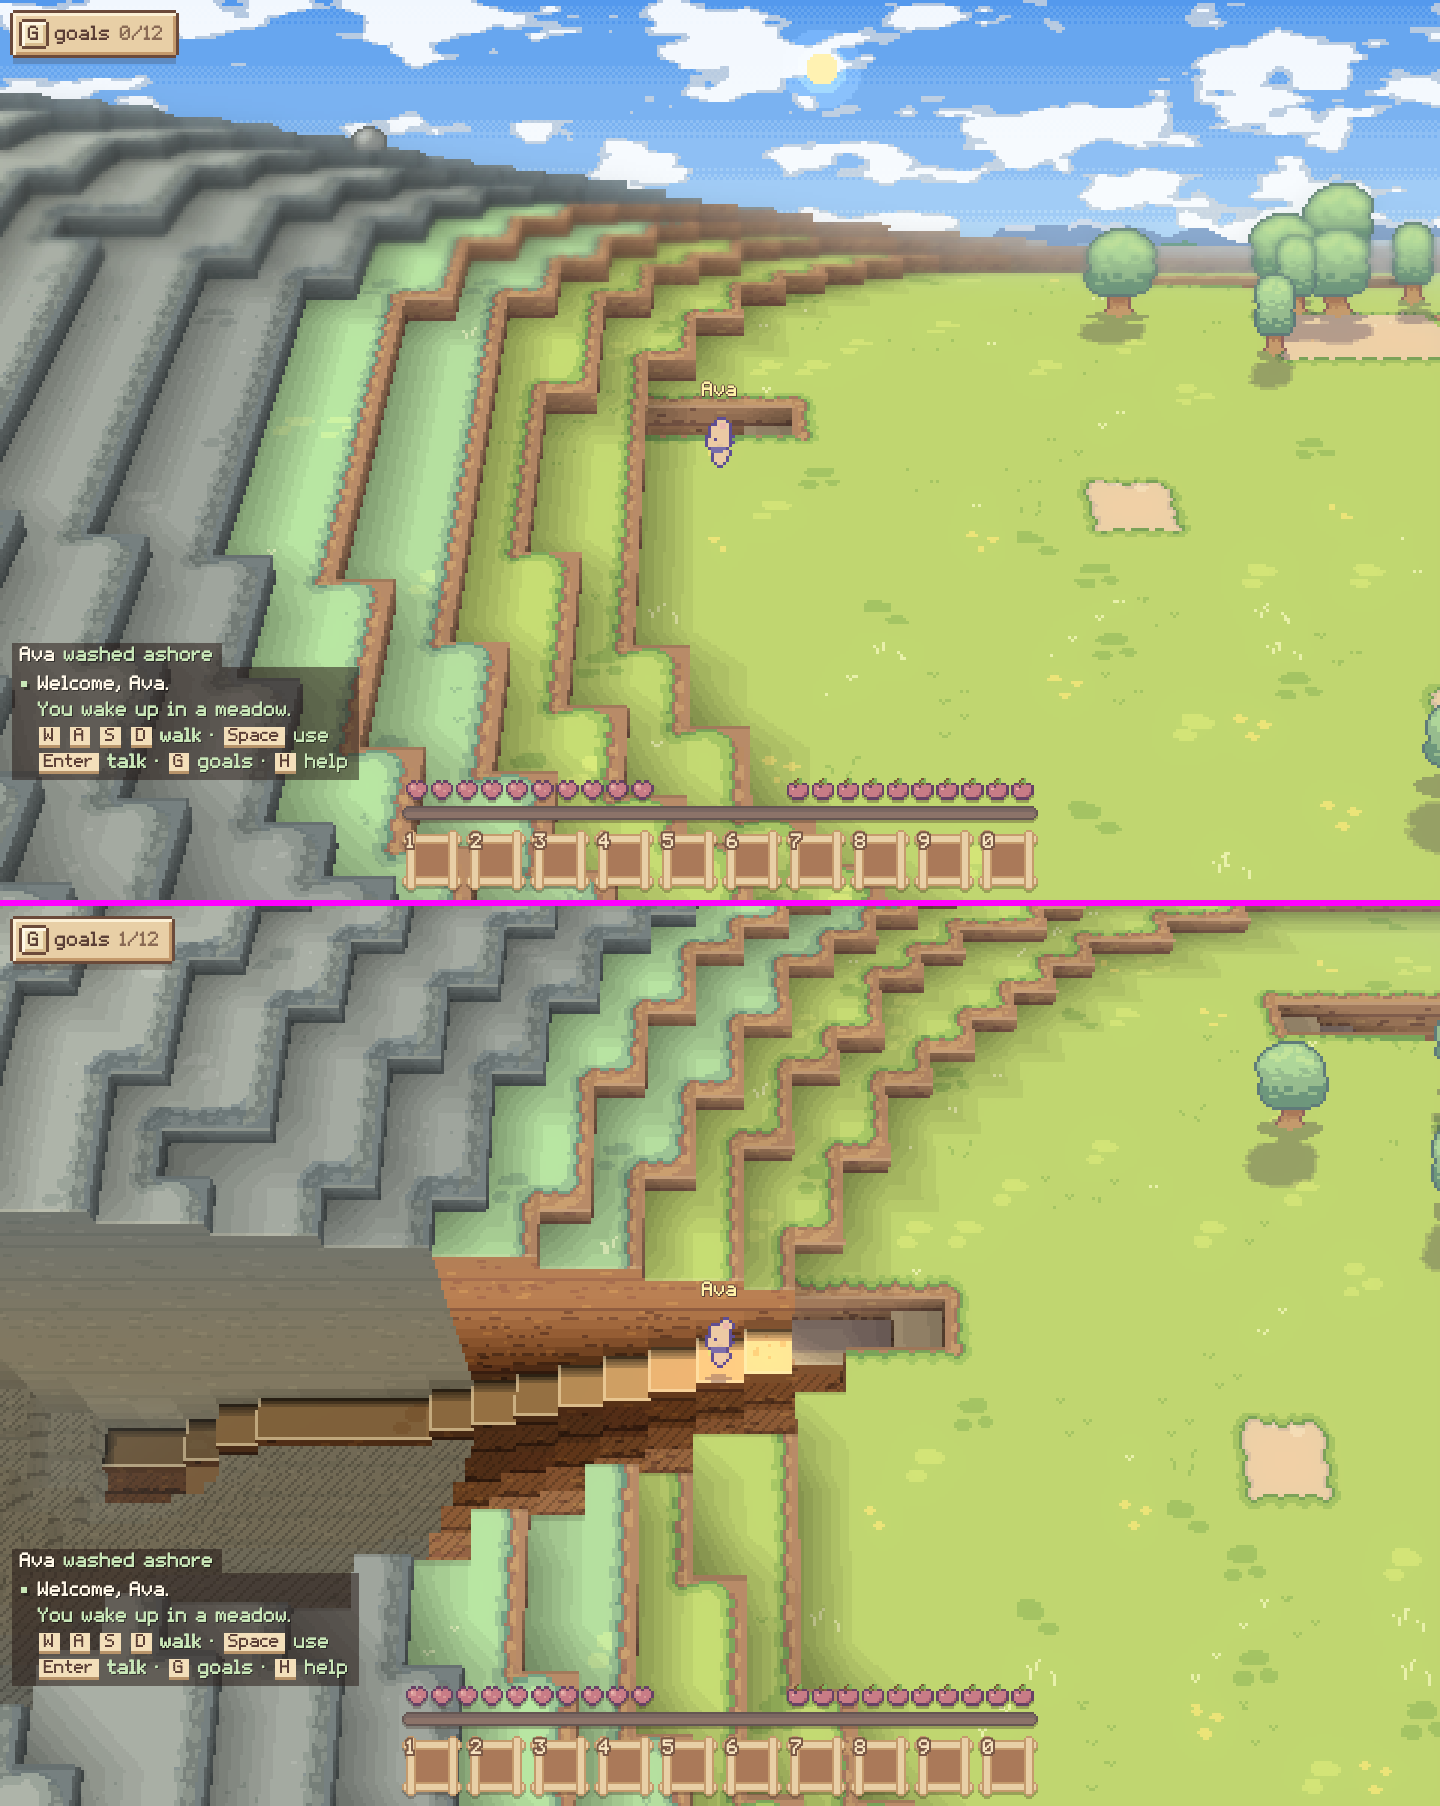 G goals 0/12
Ava
Ava washed ashore
Welcome, Ava.
You wake up in a meadow.
W A S D walk · Space use
Enter talk · G goals · H help
1 2 3 4 5 6 7 8 9 0
G goals 1/12
Ava
Ava washed ashore
Welcome, Ava.
You wake up in a meadow.
W A S D walk · Space use
Enter talk · G goals · H help
1 2 3 4 5 6 7 8 9 0